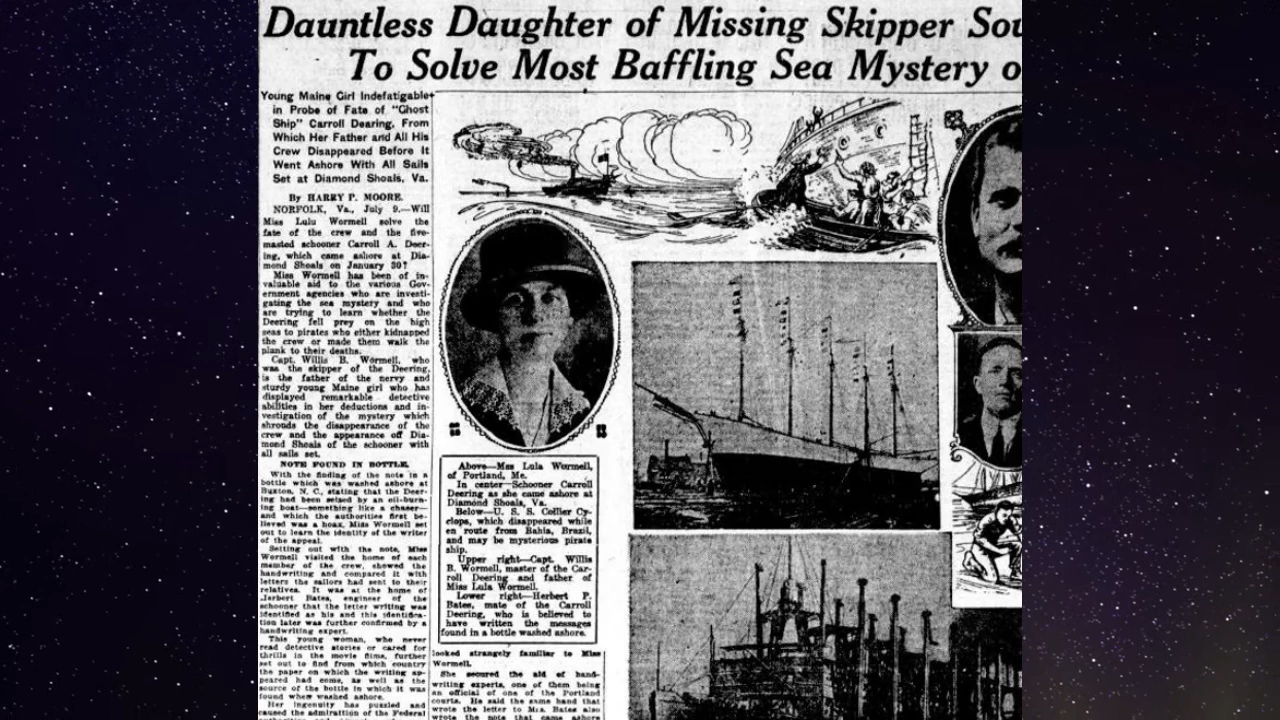 Dauntless Daughter of Missing Skipper Sou
To Solve Most Baffling Sea Mystery o
Young Maine Girl Indefatigable
in Probe of Fate of "Ghost
Ship" Carroll Dearing, From
Which Her Father and All His
Crew Disappeared Before It
Went Ashore With All Sails
Set at Diamond Shoals, Va.
By HARRY P. MOORE.
NORFOLK, Va., July 9.—Will
Miss Lulu Wormell solve the
fate of the crew and the five-
masted schooner Carroll A. Deer-
ing, which came ashore at Dia-
mond Shoals on January 30?
Miss Wormell has been of in-
valuable aid to the various Gov-
ernment agencies who are investi-
gating the sea mystery and who
are trying to learn whether the
Deering fell prey on the high
seas to pirates who either kidnapped
the crew or made them walk the
plank to their deaths.
Capt. Willis B. Wormell, who
was the skipper of the Deering,
is the father of the nervy and
sturdy young Maine girl who has
displayed remarkable detective
abilities in her deductions and in-
vestigation of the mystery which
shrouds the disappearance of the
crew and the appearance off Dia-
mond Shoals of the schooner with
all sails set.
NOTE FOUND IN BOTTLE.
With the finding of the note in a
bottle which was washed ashore at
Buxton, N. C., stating that the Deer-
ing had been seized by an oil-burn-
ing boat—something like a chaser—
and which the authorities first be-
lieved was a hoax, Miss Wormell set
out to learn the identity of the writer
of the appeal.
Setting out with the note, Miss
Wormell visited the home of each
member of the crew, showed the
handwriting and compared it with
letters the sailors had sent to their
relatives. It was at the home of
Herbert Bates, engineer of the
schooner that the letter writing was
identified as his and this identifica-
tion later was further confirmed by a
handwriting expert.
This young woman, who never
read detective stories or cared for
thrills in the movie films, further
set out to find from which country
the paper on which the writing ap-
peared had come, as well as the
source of the bottle in which it was
found when washed ashore.
Her ingenuity has puzzled and
caused the admiration of the Federal
Above—Mss Lula Wormell,
of Portland, Me.
In center—Schooner Carroll
Deering as she came ashore at
Diamond Shoals, Va.
Below—U. S. S. Collier Cy-
clops, which disappeared while
en route from Bahia, Brazil,
and may be mysterious pirate
ship.
Upper right—Capt. Willis
B. Wormell, master of the Car-
roll Deering and father of
Miss Lula Wormell.
Lower right—Herbert P.
Bates, mate of the Carroll
Deering, who is believed to
have written the messages
found in a bottle washed ashore.
looked strangely familiar to Miss
Wormell.
She secured the aid of hand-
writing experts, one of them being
an official of one of the Portland
courts. He said the same hand that
wrote the letter to Mrs. Bates also
wrote the note that came ashore